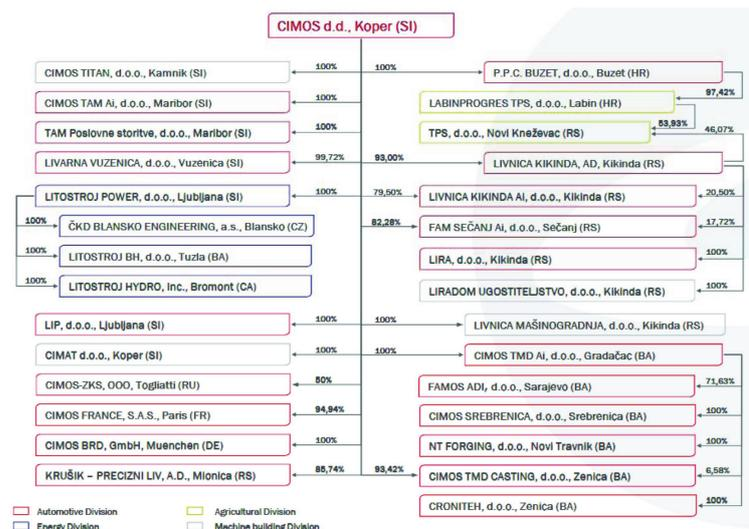 CIMOS d.d., Koper (SI)
CIMOS TITAN, d.o.o., Kamnik (SI) 100% 100% P.P.C. BUZET, d.o.o., Buzet (HR)
97,42%
CIMOS TAM Ai, d.o.o., Maribor (SI) 100% LABINPROGRES TPS, d.o.o., Labin (HR)
53,93%
TAM Poslovne storitve, d.o.o., Maribor (SI) 100% TPS, d.o.o., Novi Kneževac (RS) 46,07%
LIVARNA VUZENICA, d.o.o., Vuzenica (SI) 99,72% 93,00% LIVNICA KIKINDA, AD, Kikinda (RS)
LITOSTROJ POWER, d.o.o., Ljubljana (SI) 100% 79,50% LIVNICA KIKINDA Ai, d.o.o., Kikinda (RS) 20,50%
100% ČKD BLANSKO ENGINEERING, a.s., Blansko (CZ) 82,28% FAM SEČANJ Ai, d.o.o., Sečanj (RS) 17,72%
100% LITOSTROJ BH, d.o.o., Tuzla (BA) LIRA, d.o.o., Kikinda (RS) 100%
100% LITOSTROJ HYDRO, Inc., Bromont (CA) LIRADOM UGOSTITELJSTVO, d.o.o., Kikinda (RS) 100%
LIP, d.o.o., Ljubljana (SI) 100% 100% LIVNICA MAŠINOGRADNJA, d.o.o., Kikinda (RS)
CIMAT d.o.o., Koper (SI) 100% 100% CIMOS TMD Ai, d.o.o., Gradačac (BA)
CIMOS-ZKS, OOO, Togliatti (RU) 50% FAMOS ADI, d.o.o., Sarajevo (BA) 71,63%
CIMOS FRANCE, S.A.S., Paris (FR) 94,94% CIMOS SREBRENICA, d.o.o., Srebrenica (BA) 100%
CIMOS BRD, GmbH, Muenchen (DE) 100% NT FORGING, d.o.o., Novi Travnik (BA) 100%
KRUŠIK – PRECIZNI LIV, A.D., Mionica (RS) 85,74% 93,42% CIMOS TMD CASTING, d.o.o., Zenica (BA) 6,58%
CRONITEH, d.o.o., Zenica (BA) 100%
Automotive Division Agricultural Division
Energy Division Machine building Division